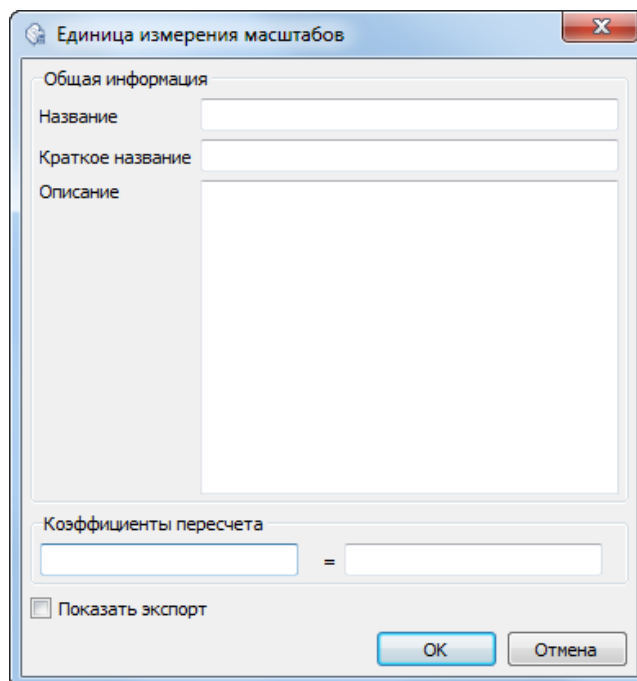 Единица измерения масштабов
Общая информация
Название
Краткое название
Описание
Коэффициенты пересчета
=
Показать экспорт
OK
Отмена